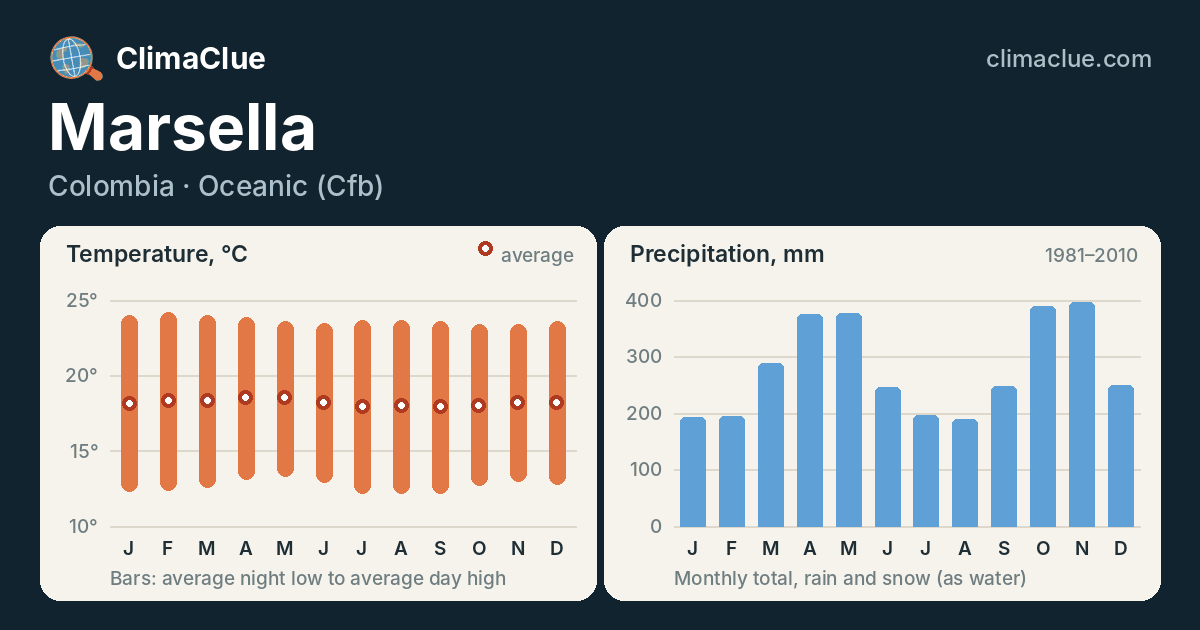 ClimaClue
climaclue.com
Marsella
Colombia · Oceanic (Cfb)
Temperature, °C
average
25°
20°
15°
10°
J F M A M J J A S O N D
Bars: average night low to average day high
Precipitation, mm
1981–2010
400
300
200
100
0
J F M A M J J A S O N D
Monthly total, rain and snow (as water)